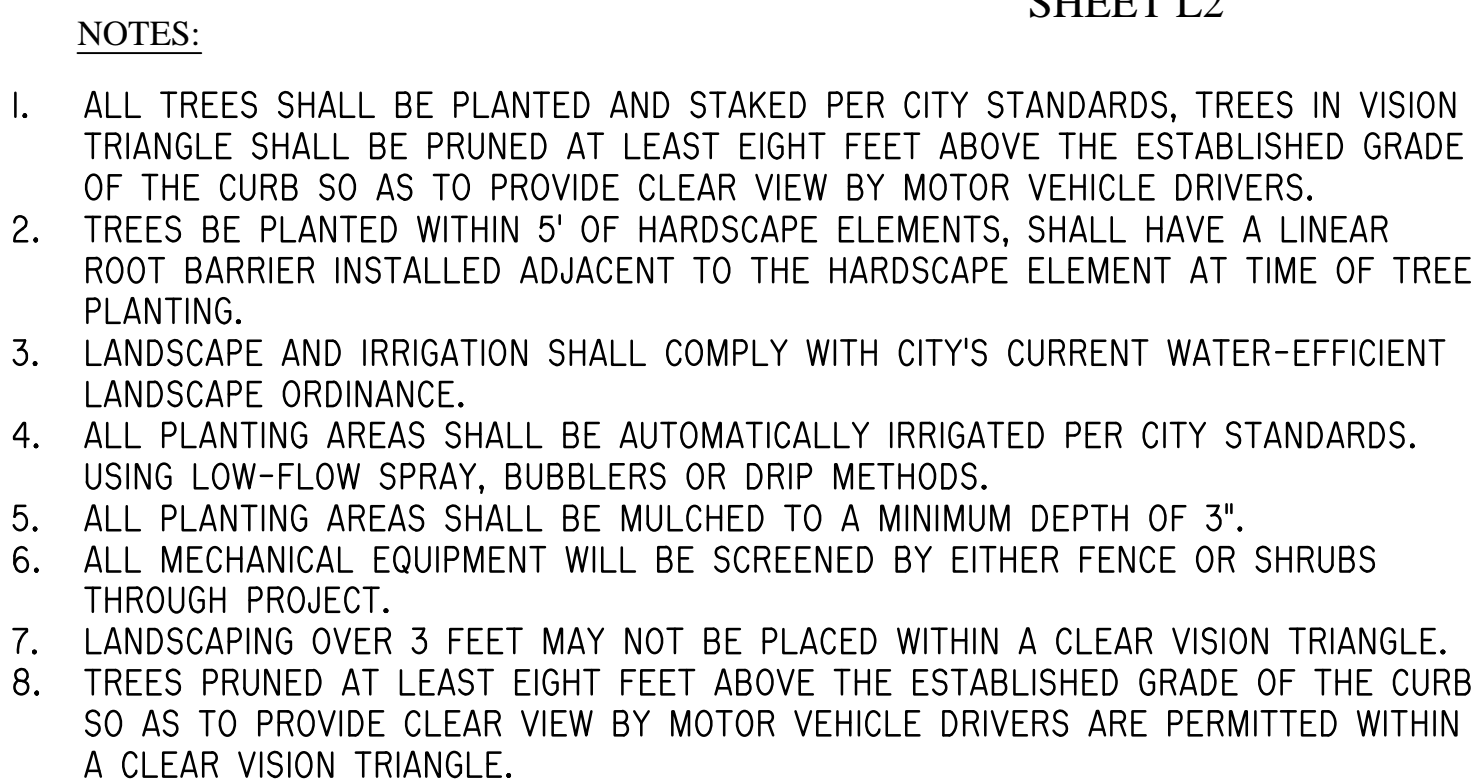 SHEET L2
NOTES:
1. ALL TREES SHALL BE PLANTED AND STAKED PER CITY STANDARDS, TREES IN VISION
TRIANGLE SHALL BE PRUNED AT LEAST EIGHT FEET ABOVE THE ESTABLISHED GRADE
OF THE CURB SO AS TO PROVIDE CLEAR VIEW BY MOTOR VEHICLE DRIVERS.
2. TREES BE PLANTED WITHIN 5' OF HARDSCAPE ELEMENTS, SHALL HAVE A LINEAR
ROOT BARRIER INSTALLED ADJACENT TO THE HARDSCAPE ELEMENT AT TIME OF TREE
PLANTING.
3. LANDSCAPE AND IRRIGATION SHALL COMPLY WITH CITY'S CURRENT WATER-EFFICIENT
LANDSCAPE ORDINANCE.
4. ALL PLANTING AREAS SHALL BE AUTOMATICALLY IRRIGATED PER CITY STANDARDS.
USING LOW-FLOW SPRAY, BUBBLERS OR DRIP METHODS.
5. ALL PLANTING AREAS SHALL BE MULCHED TO A MINIMUM DEPTH OF 3".
6. ALL MECHANICAL EQUIPMENT WILL BE SCREENED BY EITHER FENCE OR SHRUBS
THROUGH PROJECT.
7. LANDSCAPING OVER 3 FEET MAY NOT BE PLACED WITHIN A CLEAR VISION TRIANGLE.
8. TREES PRUNED AT LEAST EIGHT FEET ABOVE THE ESTABLISHED GRADE OF THE CURB
SO AS TO PROVIDE CLEAR VIEW BY MOTOR VEHICLE DRIVERS ARE PERMITTED WITHIN
A CLEAR VISION TRIANGLE.